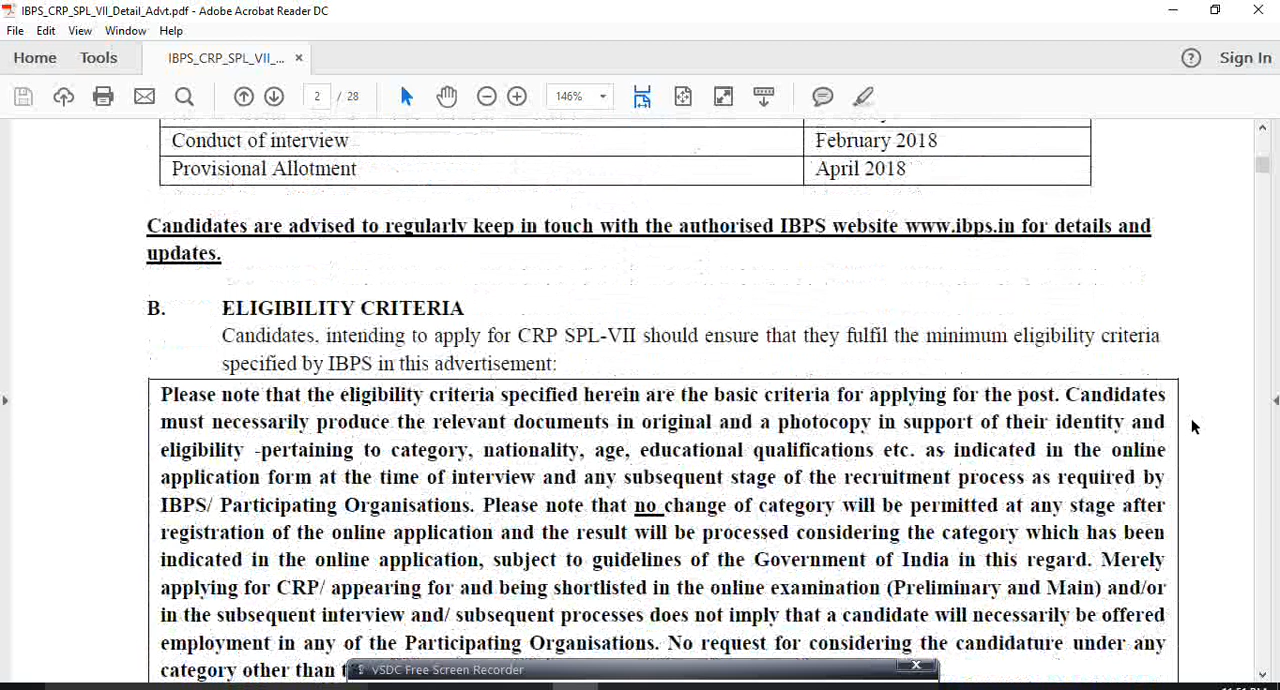 IBPS_CRP_SPL_VII_Detail_Advt.pdf - Adobe Acrobat Reader DC
File Edit View Window Help
Home Tools IBPS_CRP_SPL_VII_... × ? Sign In
2 / 28 146%
Conduct of interview February 2018
Provisional Allotment April 2018
Candidates are advised to regularly keep in touch with the authorised IBPS website www.ibps.in for details and
updates.
B. ELIGIBILITY CRITERIA
Candidates, intending to apply for CRP SPL-VII should ensure that they fulfil the minimum eligibility criteria
specified by IBPS in this advertisement:
Please note that the eligibility criteria specified herein are the basic criteria for applying for the post. Candidates
must necessarily produce the relevant documents in original and a photocopy in support of their identity and
eligibility -pertaining to category, nationality, age, educational qualifications etc. as indicated in the online
application form at the time of interview and any subsequent stage of the recruitment process as required by
IBPS/ Participating Organisations. Please note that no change of category will be permitted at any stage after
registration of the online application and the result will be processed considering the category which has been
indicated in the online application, subject to guidelines of the Government of India in this regard. Merely
applying for CRP/ appearing for and being shortlisted in the online examination (Preliminary and Main) and/or
in the subsequent interview and/ subsequent processes does not imply that a candidate will necessarily be offered
employment in any of the Participating Organisations. No request for considering the candidature under any
category other than
VSDC Free Screen Recorder